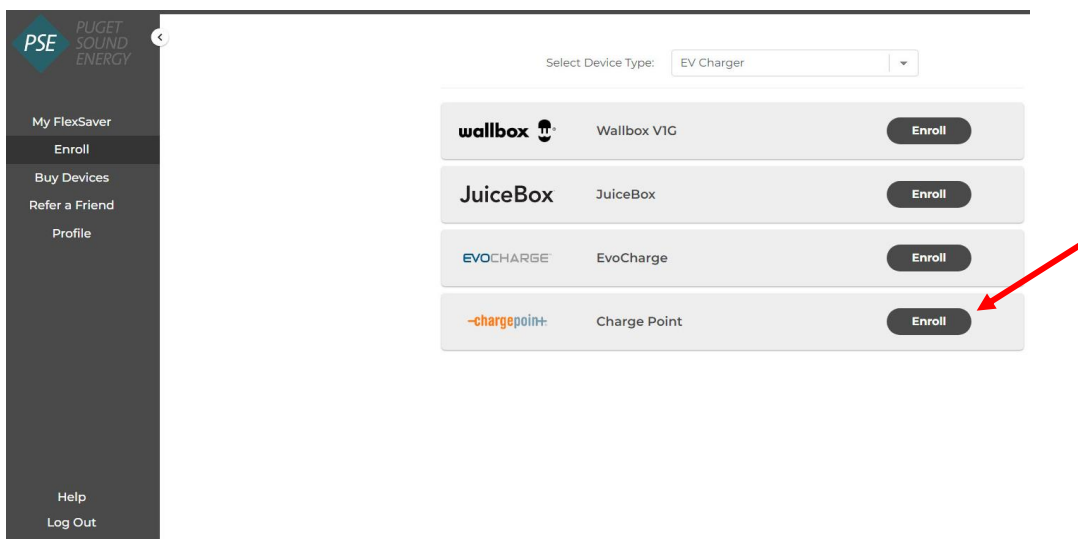 PSE
PUGET
SOUND
ENERGY
My FlexSaver
Enroll
Buy Devices
Refer a Friend
Profile
Help
Log Out
Select Device Type: EV Charger
wallbox Wallbox V1G Enroll
JuiceBox JuiceBox Enroll
EVOCHARGE EvoCharge Enroll
-chargepoin+ Charge Point Enroll